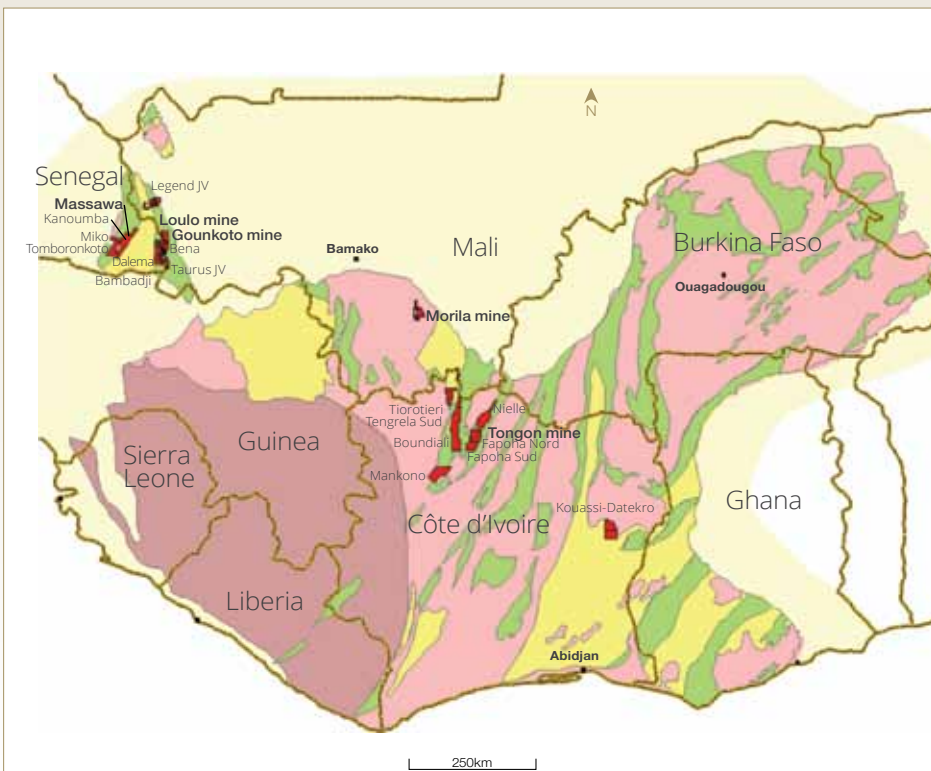 N
Senegal
Legend JV
Massawa
Kanoumba
Loulo mine
Gounkoto mine
Miko
Tomboronkoto
Bena
Dalema
Taurus JV
Bambadji
Bamako
Mali
Burkina Faso
Ouagadougou
Morila mine
Tiorotieri
Nielle
Tengrela Sud
Tongon mine
Boundiali
Fapoha Nord
Fapoha Sud
Mankono
Guinea
Sierra
Leone
Kouassi-Datekro
Ghana
Côte d'Ivoire
Liberia
Abidjan
250km